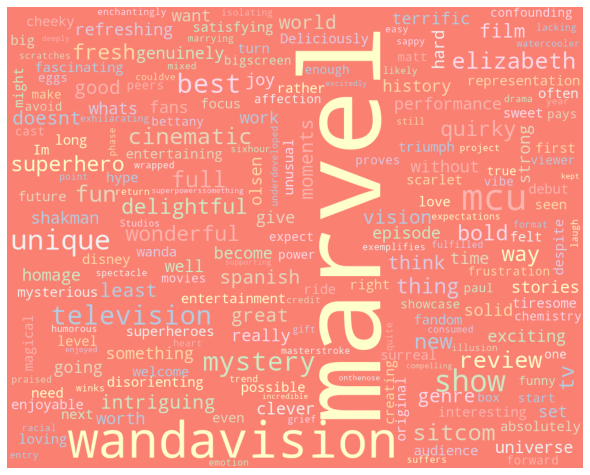 enchantingly
isolating
easy
confounding
cheeky
refreshing
want
satisfying
world
terrific
sappy
lacking
deeply
marrying
big
fresh
genuinely
Deliciously
bigscreen
film
watercooler
scratches
fascinating
turn
hard
elizabeth
mixed
couldve
enough
likely
matt
excitedly
might
eggs
good
peers
best
joy
rather
history
representation
often
make
avoid
whats
fans
focus
affection
performance
sweet
pays
doesnt
phase
exhilarating
bettany
work
drama
year
cast
cinematic
still
quirky
strong
first
Im
long
entertaining
sixhour
underdeveloped
unusual
moments
proves
triumph
project
viewer
superhero
wrapped
olsen
without
true
kept
point
hype
full
scarlet
vibe
debut
mcu
future
fun
return
superpowersomething
love
expectations
seen
Studios
delightful
give
marvel
vision
bold
felt
despite
shakman
unique
wonderful
wanda
become
expect
power
episode
exemplifies
fulfilled
way
disney
supporting
think
time
frustration
homage
spectacle
movies
well
spanish
ride
right
paul
thing
stories
mysterious
least
entertainment
credit
showcase
solid
tiresome
television
great
fandom
chemistry
format
laugh
humorous
superheroes
really
gift
quite
new
exciting
level
enjoyed
praised
heart
masterstroke
surreal
consumed
illusion
one
magical
going
something
mystery
creating
review
tv
welcome
trend
onthenose
compelling
show
funny
need
winks
disorienting
possible
incredible
original
genre
box
start
enjoyable
intriguing
clever
interesting
set
next
worth
even
grief
sitcom
absolutely
racial
loving
wandavision
audience
universe
entry
emotion
suffers
forward